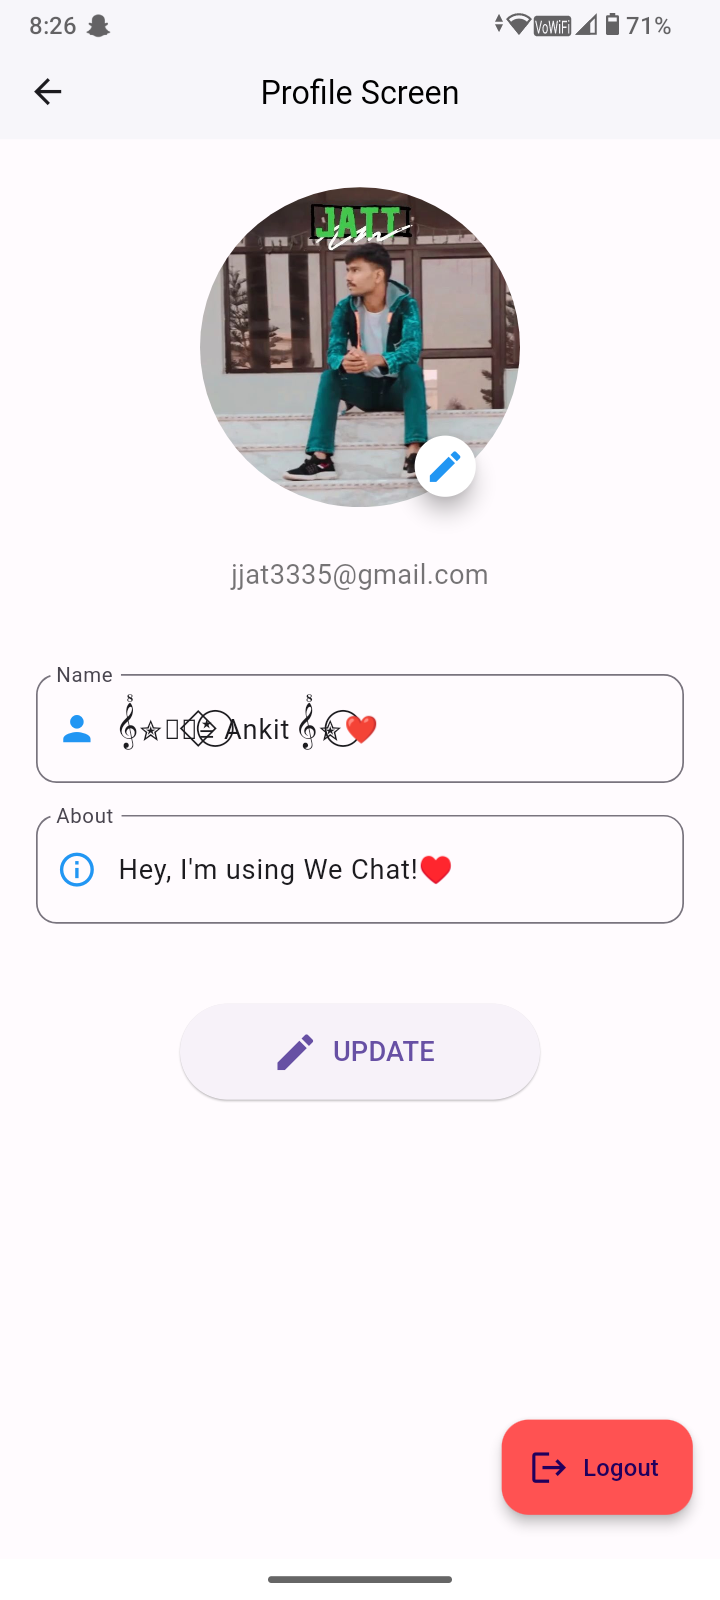 8:26 VoWiFi 71%
Profile Screen
JATT
jjat3335@gmail.com
Name
Ankit ❤️
About
Hey, I'm using We Chat!♥️
UPDATE
Logout